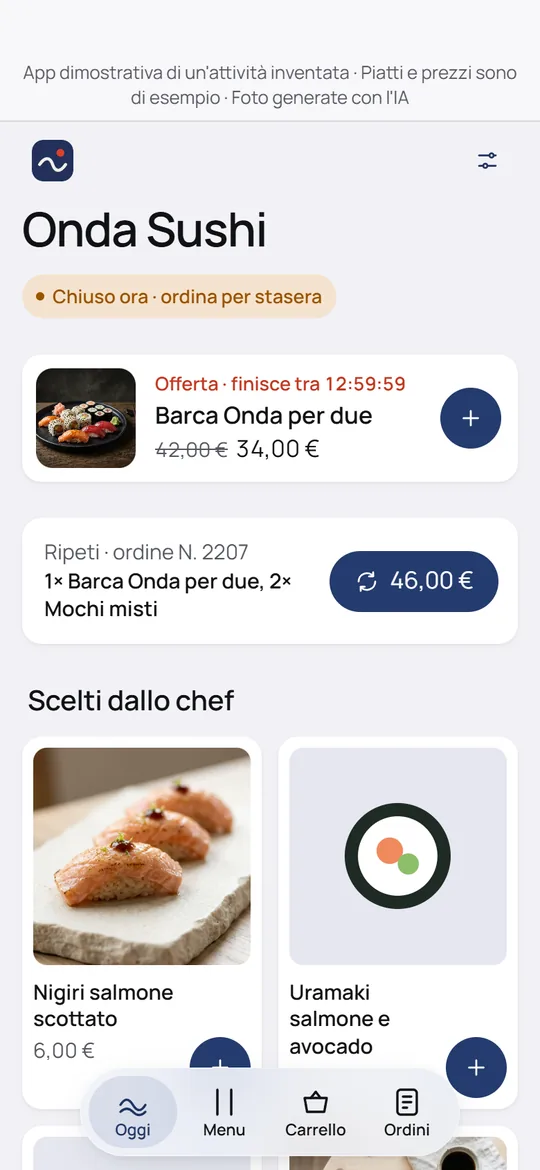 App dimostrativa di un'attività inventata · Piatti e prezzi sono
di esempio · Foto generate con l'IA
Onda Sushi
Chiuso ora · ordina per stasera
Offerta · finisce tra 12:59:59
Barca Onda per due
42,00 € 34,00 €
Ripeti · ordine N. 2207
1× Barca Onda per due, 2×
Mochi misti
46,00 €
Scelti dallo chef
Nigiri salmone
scottato
6,00 €
Uramaki
salmone e
avocado
Oggi
Menu
Carrello
Ordini